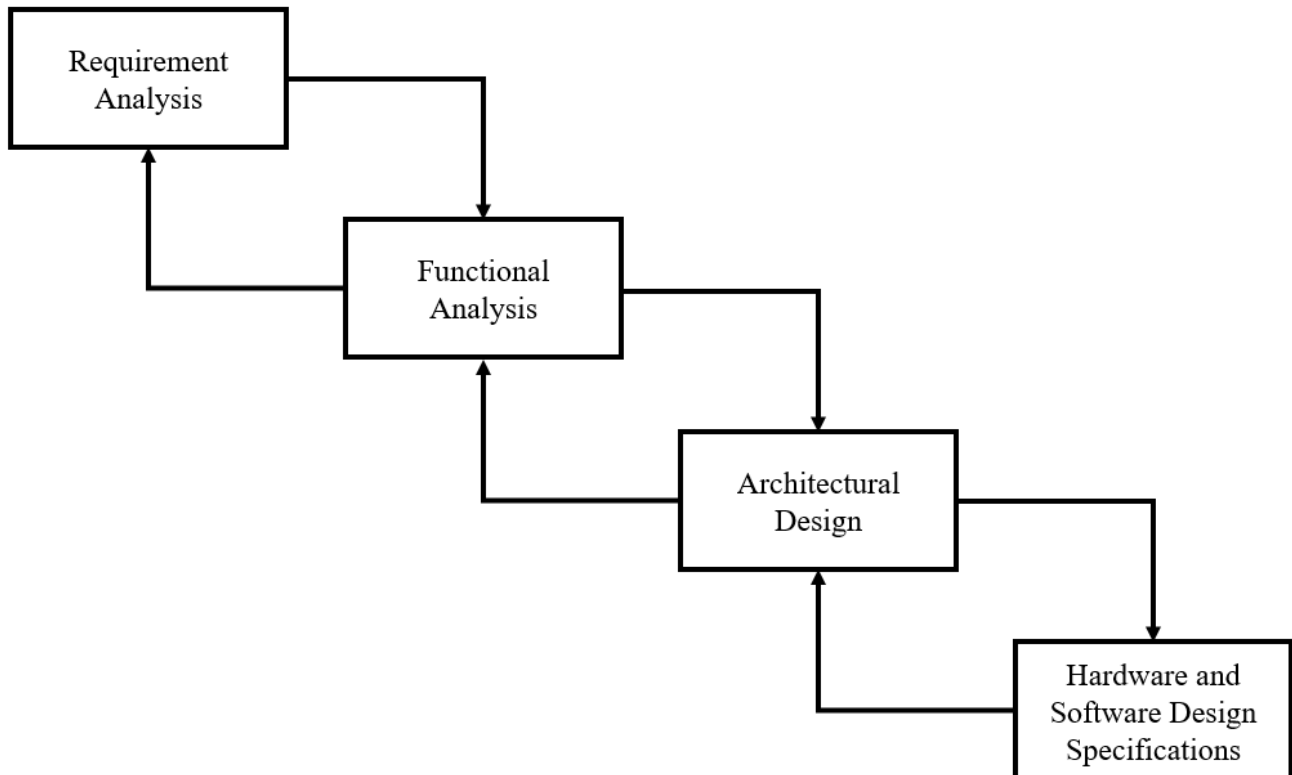 Requirement
Analysis
Functional
Analysis
Architectural
Design
Hardware and
Software Design
Specifications